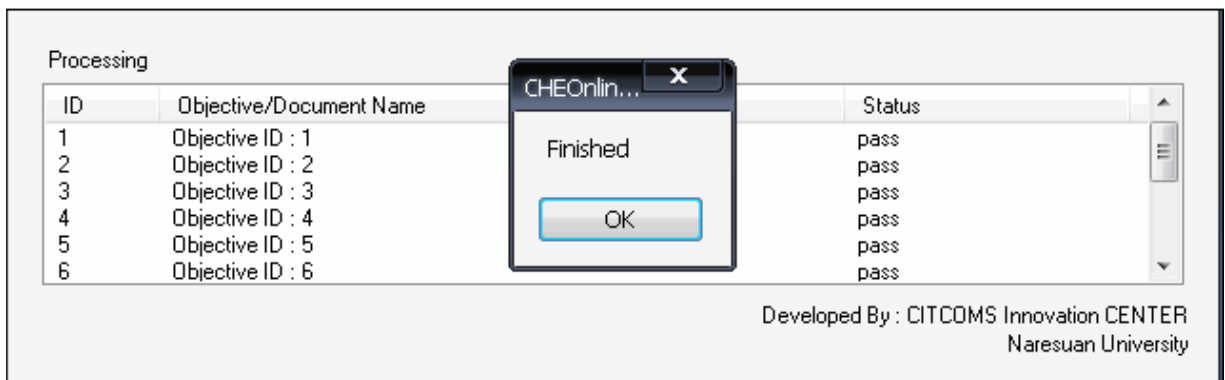 Processing
ID Objective/Document Name Status
1 Objective ID : 1 pass
2 Objective ID : 2 pass
3 Objective ID : 3 pass
4 Objective ID : 4 pass
5 Objective ID : 5 pass
6 Objective ID : 6 pass
CHEOnlin...
Finished
OK
Developed By : CITCOMS Innovation CENTER
Naresuan University